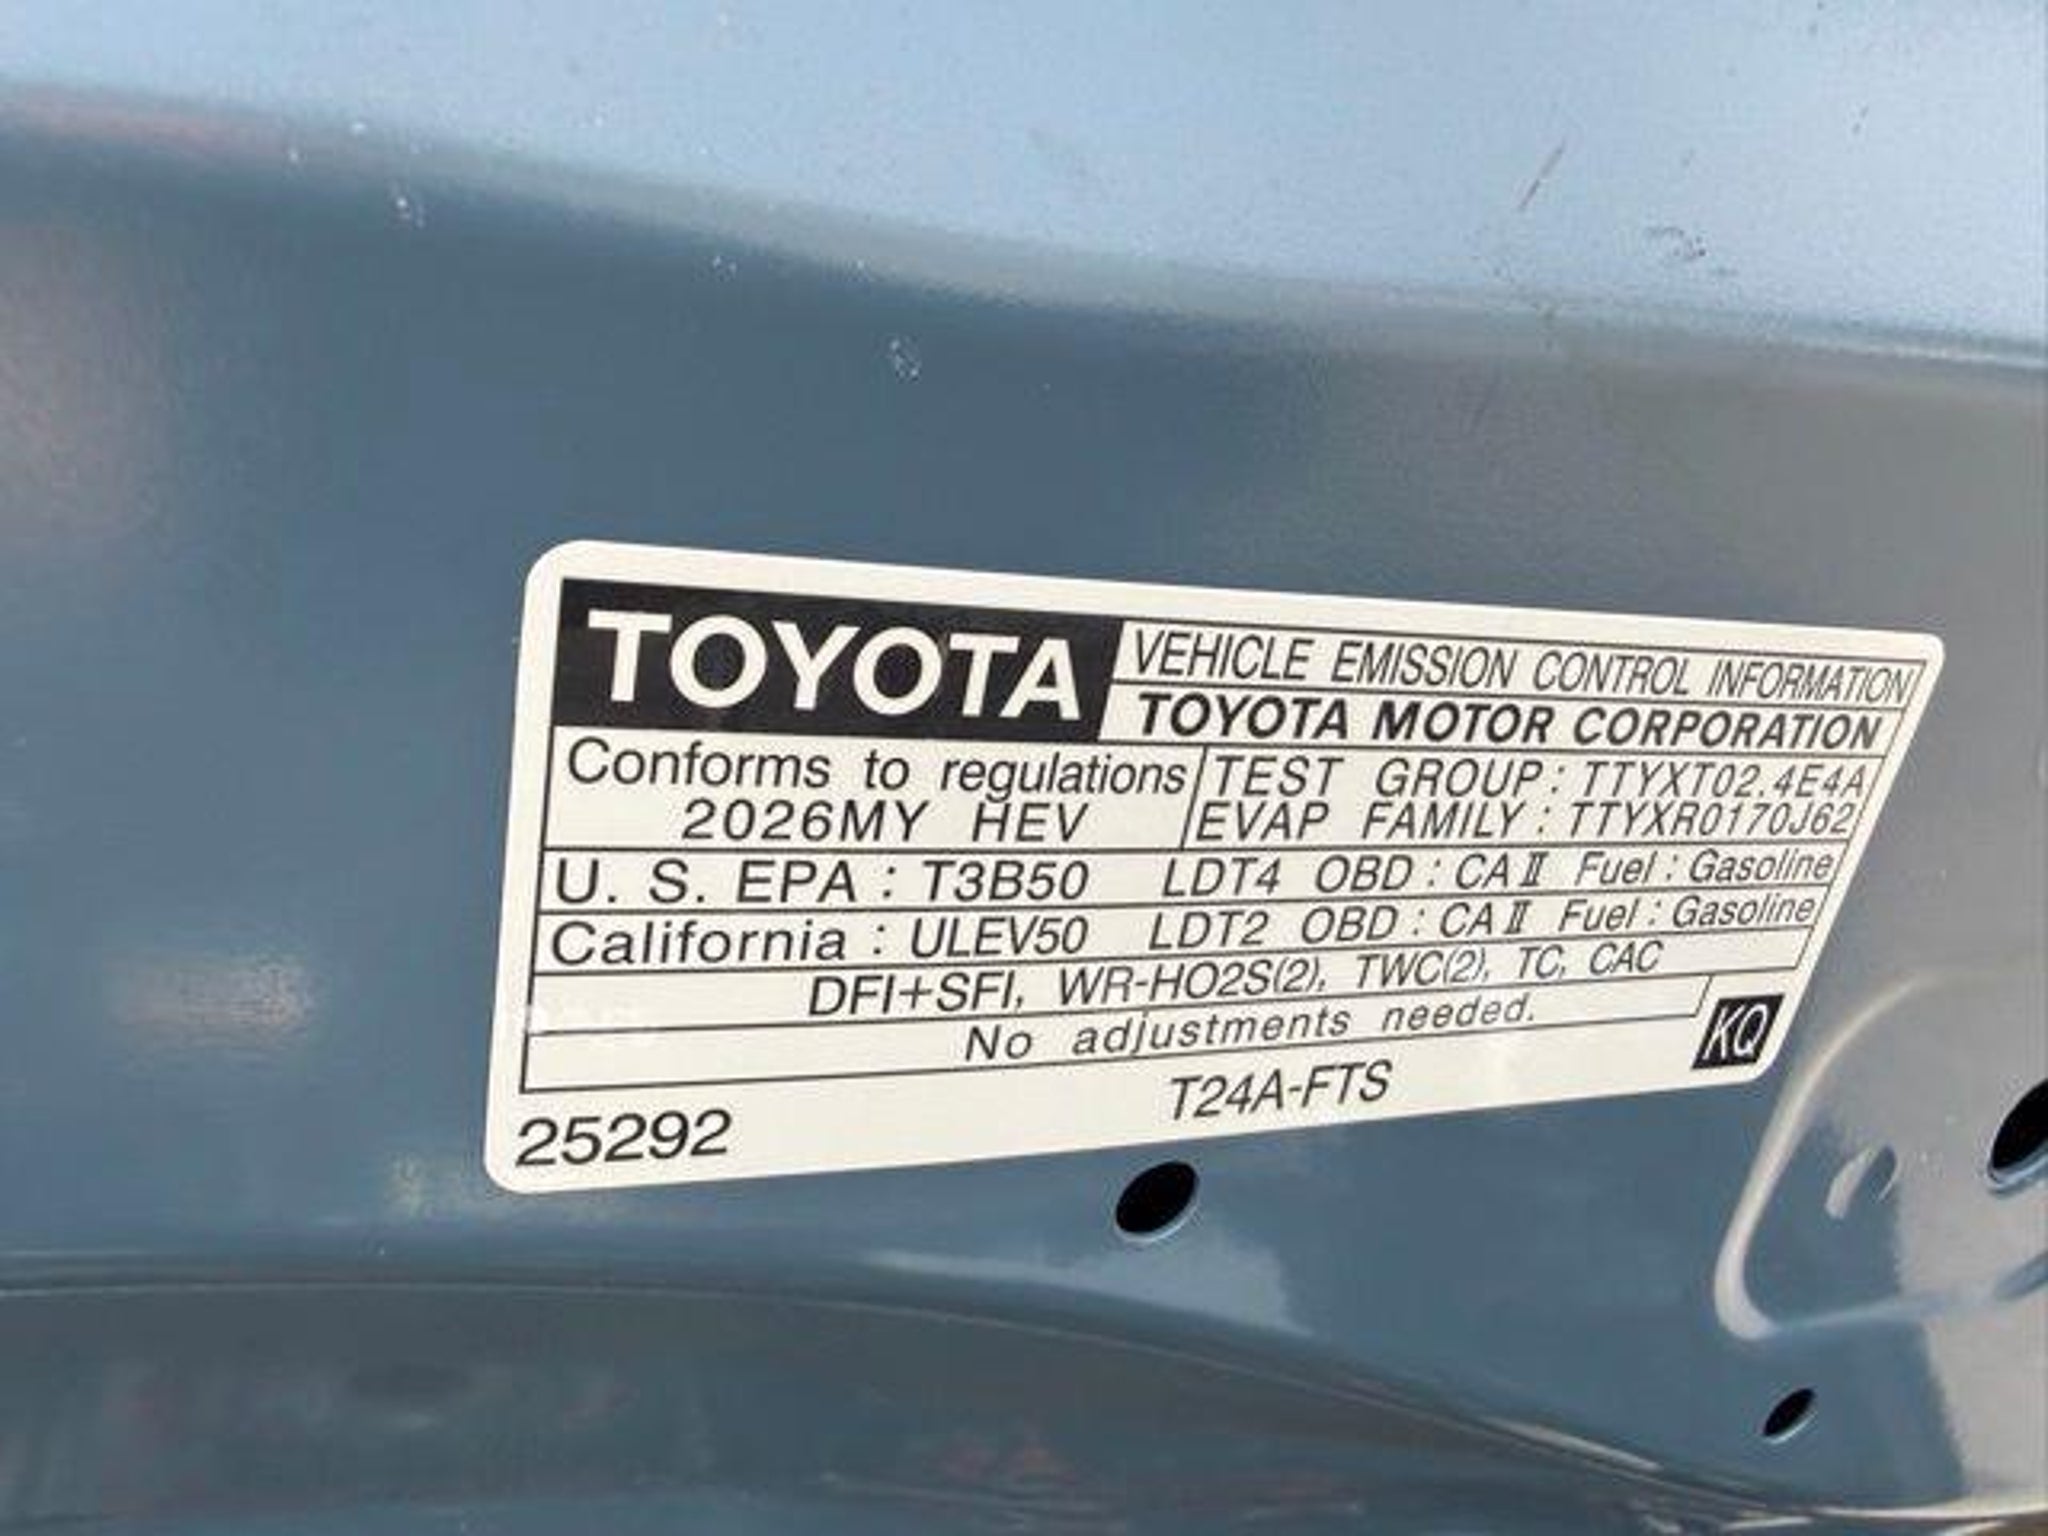 TOYOTA VEHICLE EMISSION CONTROL INFORMATION
TOYOTA MOTOR CORPORATION
Conforms to regulations TEST GROUP : TTYXT02.4E4A
2026MY HEV EVAP FAMILY : TTYXR0170J62
U. S. EPA : T3B50 LDT4 OBD : CAⅡ Fuel : Gasoline
California : ULEV50 LDT2 OBD : CAⅡ Fuel : Gasoline
DFI+SFI, WR-HO2S(2), TWC(2), TC, CAC
No adjustments needed.
KQ
T24A-FTS
25292